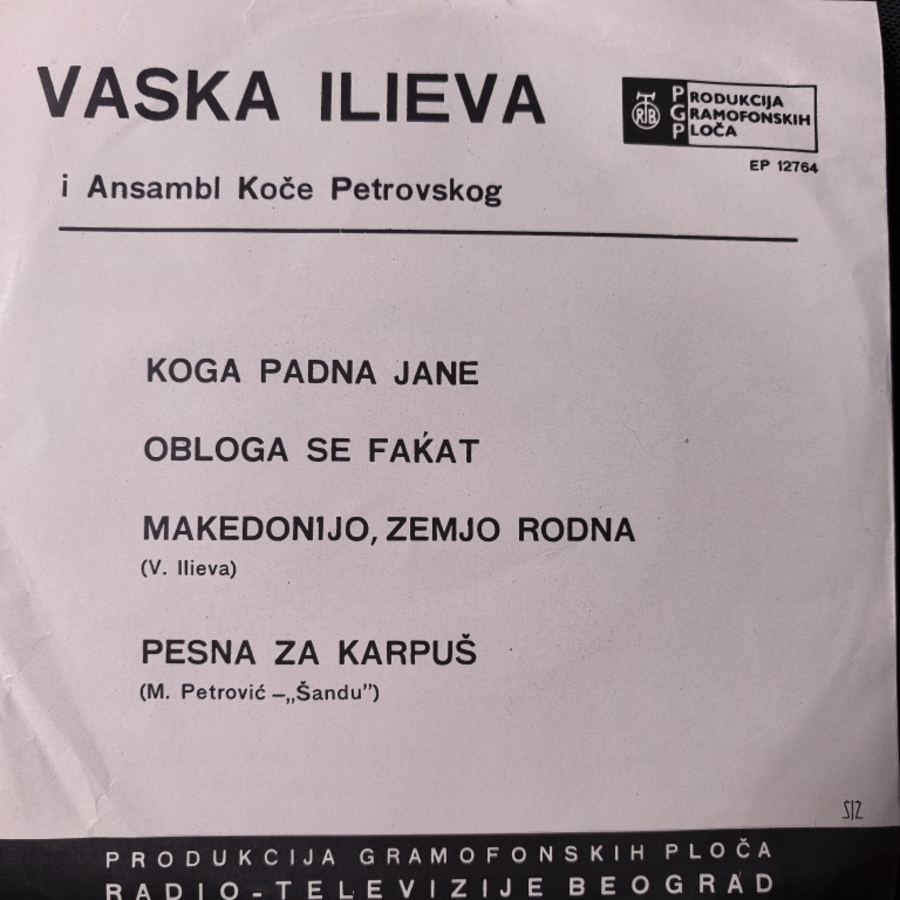 VASKA ILIEVA
RTB
PRODUKCIJA
GRAMOFONSKIH
PLOČA
EP 12764
i Ansambl Koče Petrovskog
KOGA PADNA JANE
OBLOGA SE FAḰAT
MAKEDONIJO, ZEMJO RODNA
(V. Ilieva)
PESNA ZA KARPUŠ
(M. Petrović –„Šandu”)
PRODUKCIJA GRAMOFONSKIH PLOČA
RADIO-TELEVIZIJE BEOGRAD